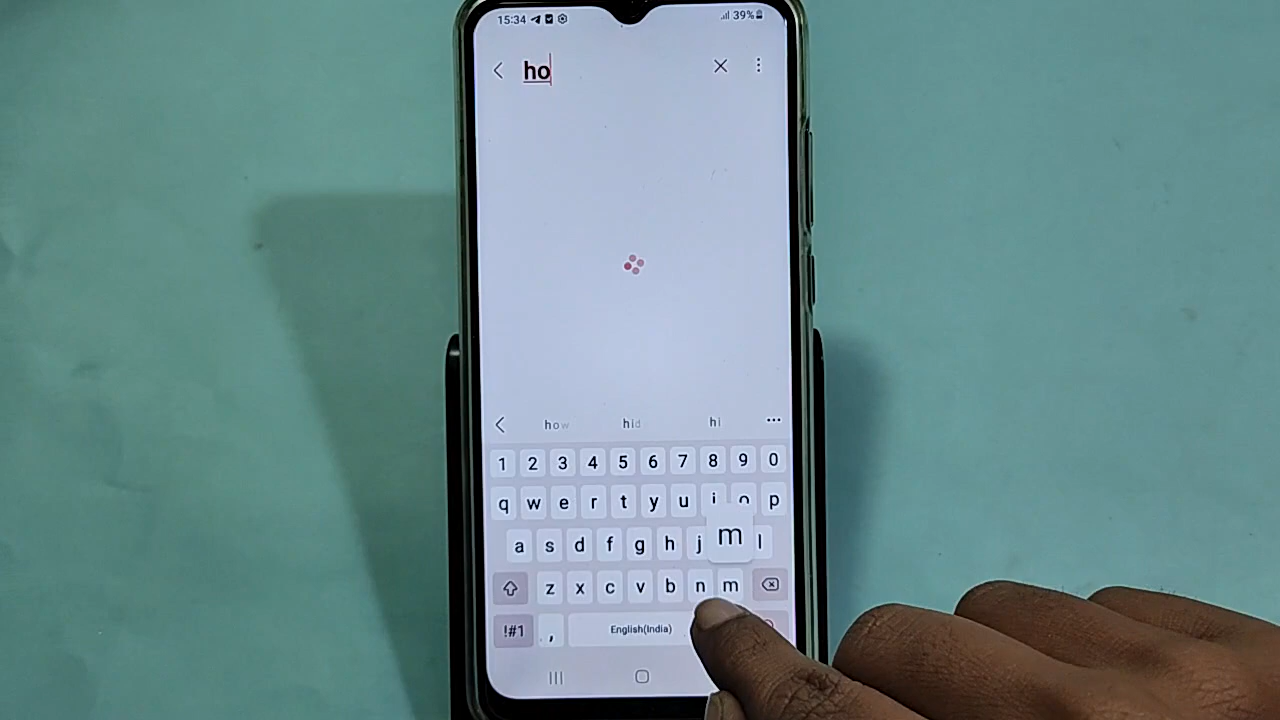 15:34 39%
ho
how hid hi
1 2 3 4 5 6 7 8 9 0
q w e r t y u i o p
a s d f g h j m l
z x c v b n m
!#1 , English(India)